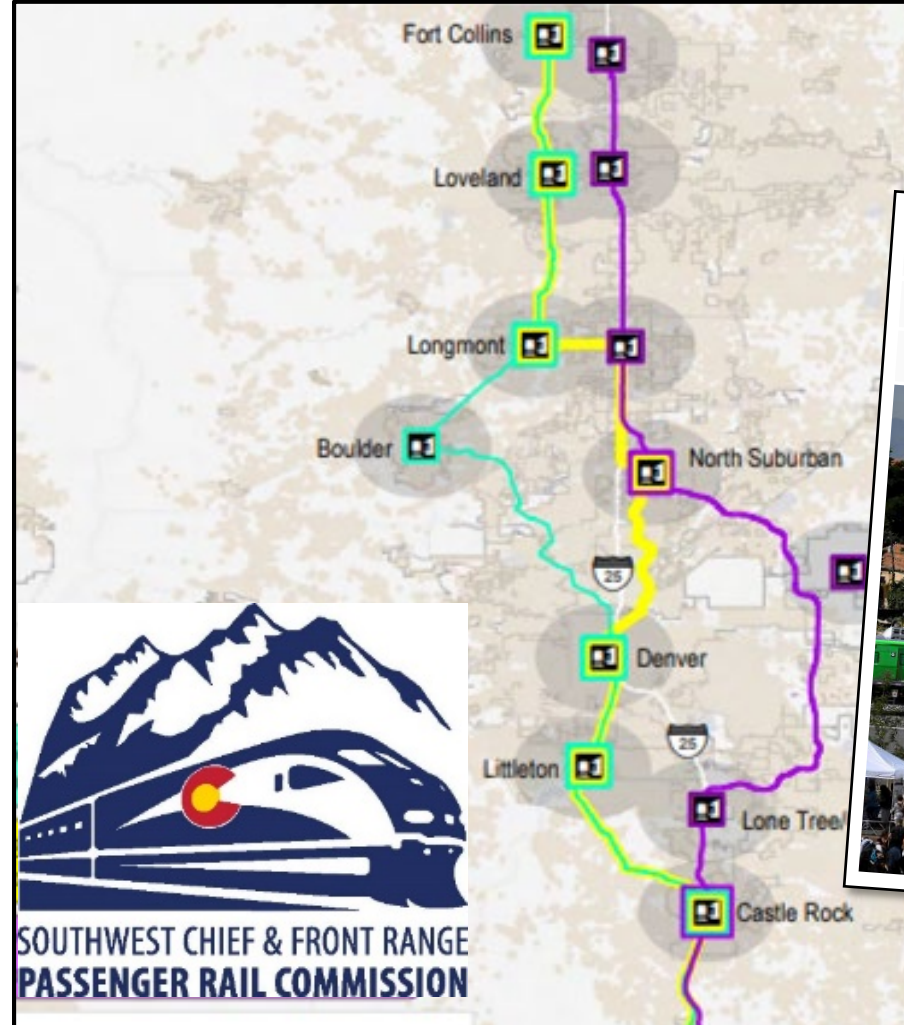 Fort Collins
Loveland
Longmont
Boulder
North Suburban
25
Denver
25
Littleton
Lone Tree/
Castle Rock
SOUTHWEST CHIEF & FRONT RANGE
PASSENGER RAIL COMMISSION